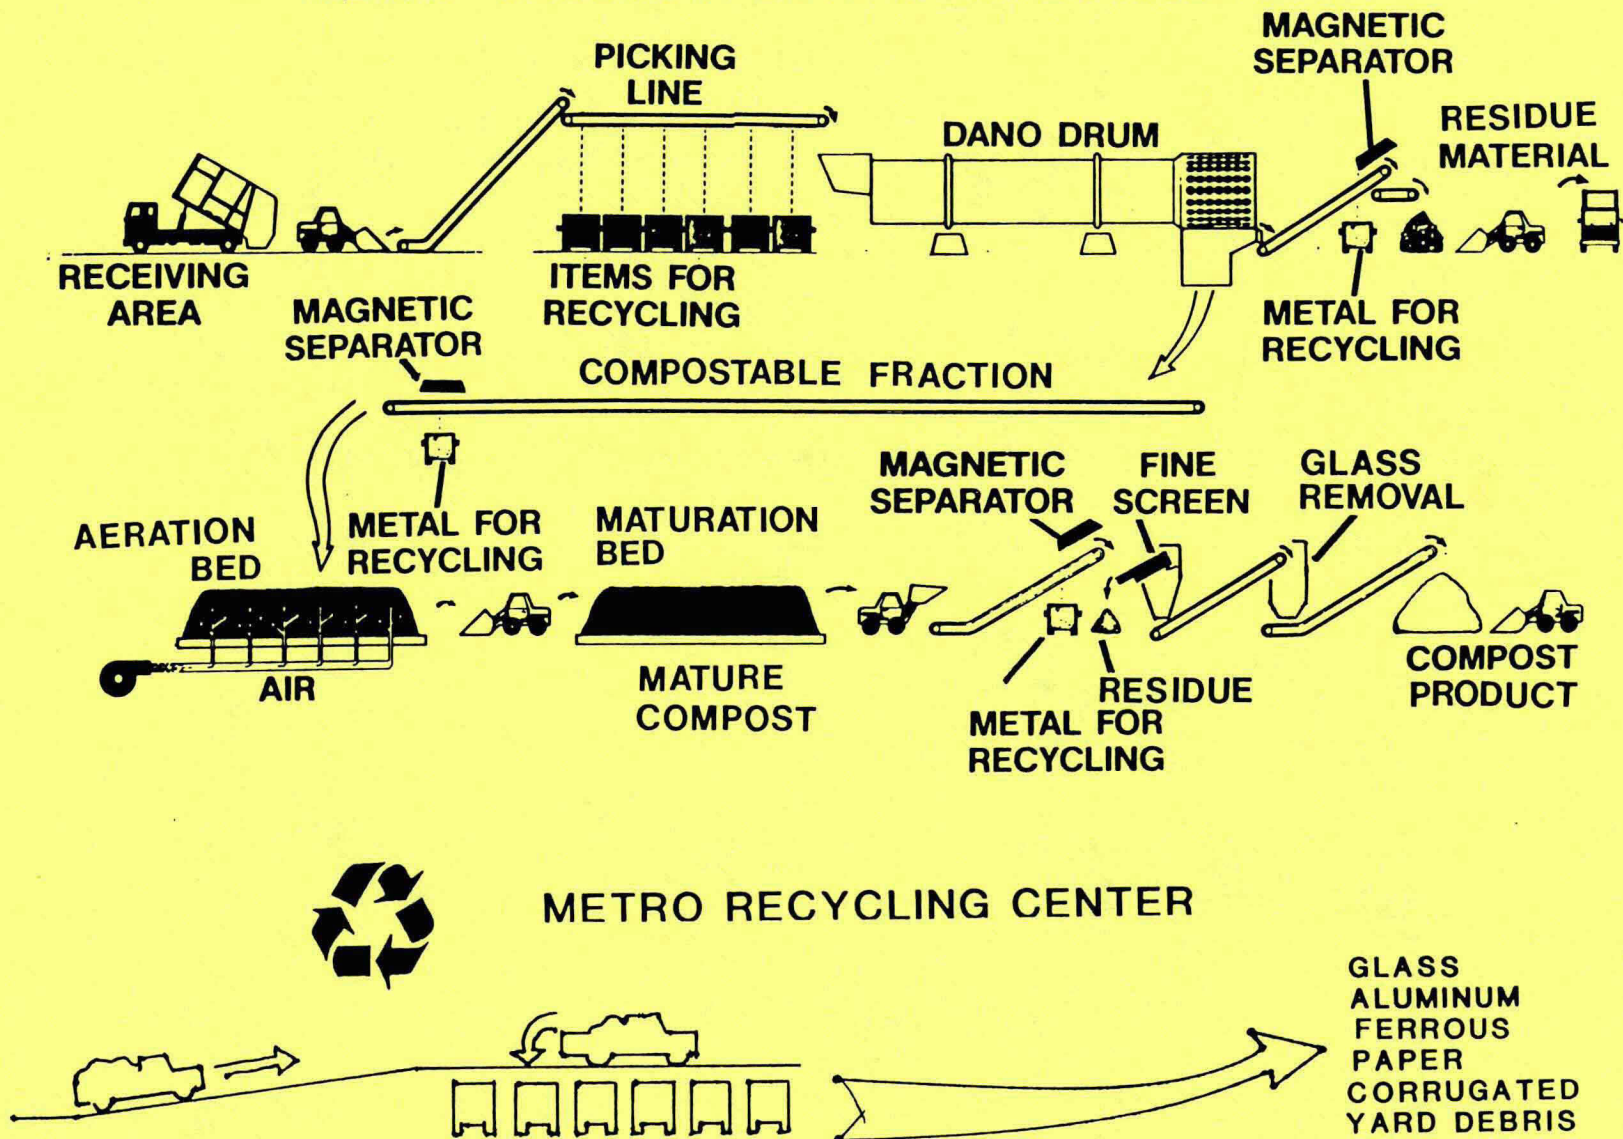 MAGNETIC
SEPARATOR
PICKING
LINE
DANO DRUM
RESIDUE
MATERIAL
RECEIVING
AREA
ITEMS FOR
RECYCLING
METAL FOR
RECYCLING
MAGNETIC
SEPARATOR
COMPOSTABLE FRACTION
AERATION
BED
METAL FOR
RECYCLING
MATURATION
BED
MAGNETIC
SEPARATOR
FINE
SCREEN
GLASS
REMOVAL
AIR
MATURE
COMPOST
RESIDUE
METAL FOR
RECYCLING
COMPOST
PRODUCT
METRO RECYCLING CENTER
GLASS
ALUMINUM
FERROUS
PAPER
CORRUGATED
YARD DEBRIS